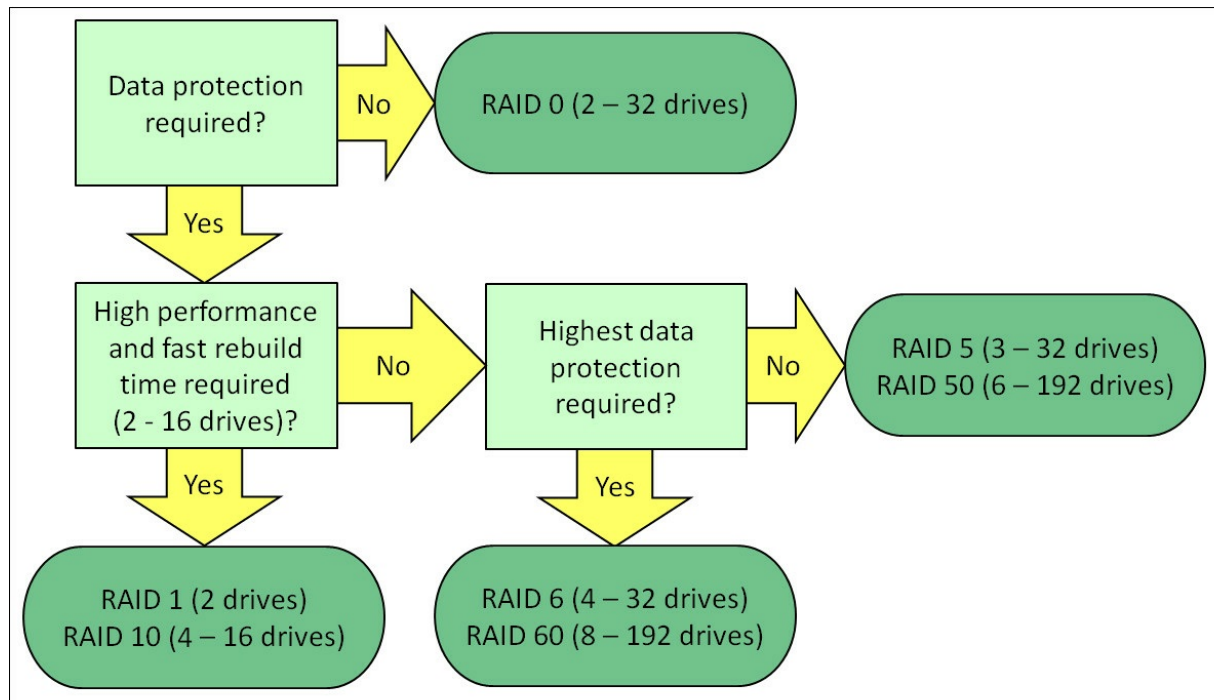 Data protection
required?
No
RAID 0 (2 – 32 drives)
Yes
High performance
and fast rebuild
time required
(2 - 16 drives)?
No
Highest data
protection
required?
No
RAID 5 (3 – 32 drives)
RAID 50 (6 – 192 drives)
Yes
Yes
RAID 1 (2 drives)
RAID 10 (4 – 16 drives)
RAID 6 (4 – 32 drives)
RAID 60 (8 – 192 drives)